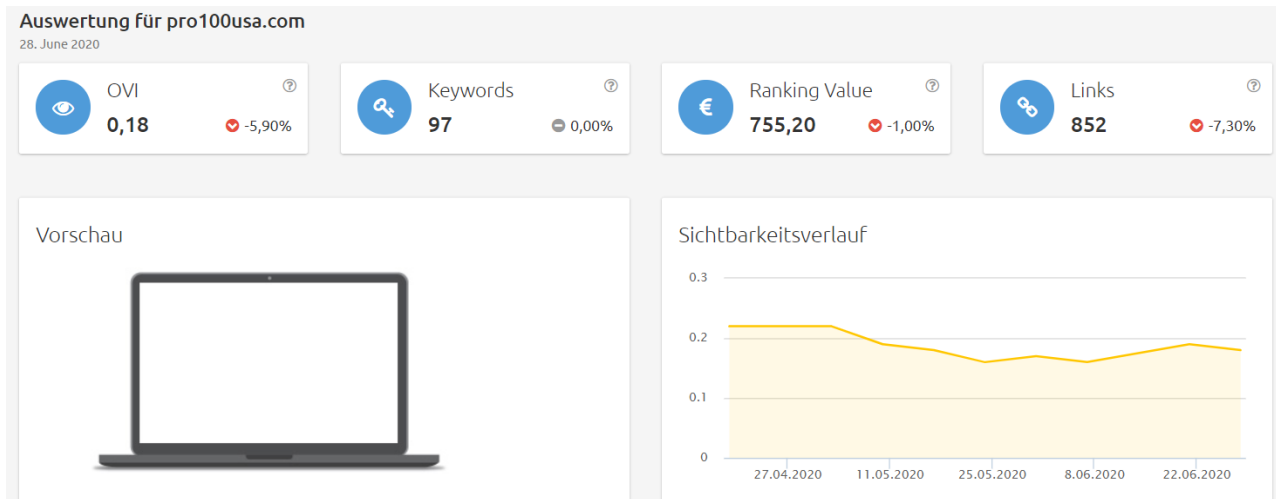 Auswertung für pro100usa.com
28. June 2020
OVI
0,18
-5,90%
Keywords
97
0,00%
Ranking Value
755,20
-1,00%
Links
852
-7,30%
Vorschau
Sichtbarkeitsverlauf
0.3
0.2
0.1
0
27.04.2020 11.05.2020 25.05.2020 8.06.2020 22.06.2020